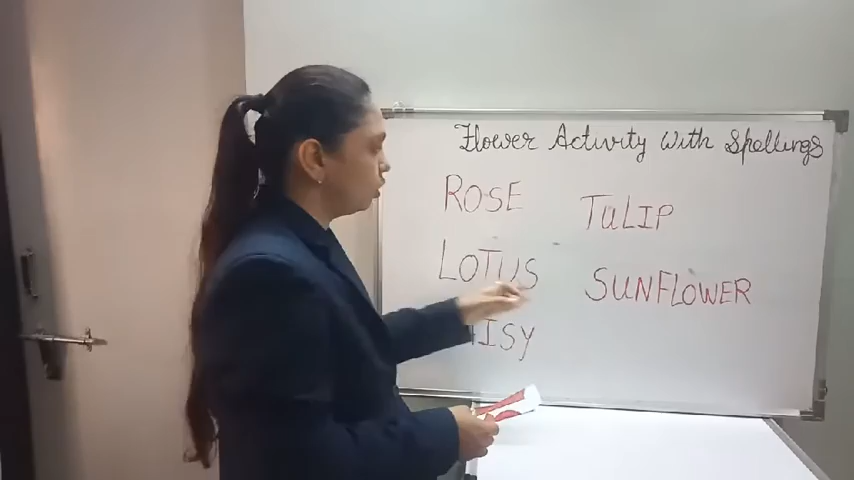 Flower Activity With Spellings
ROSE
TULIP
LOTUS
SUNFLOWER